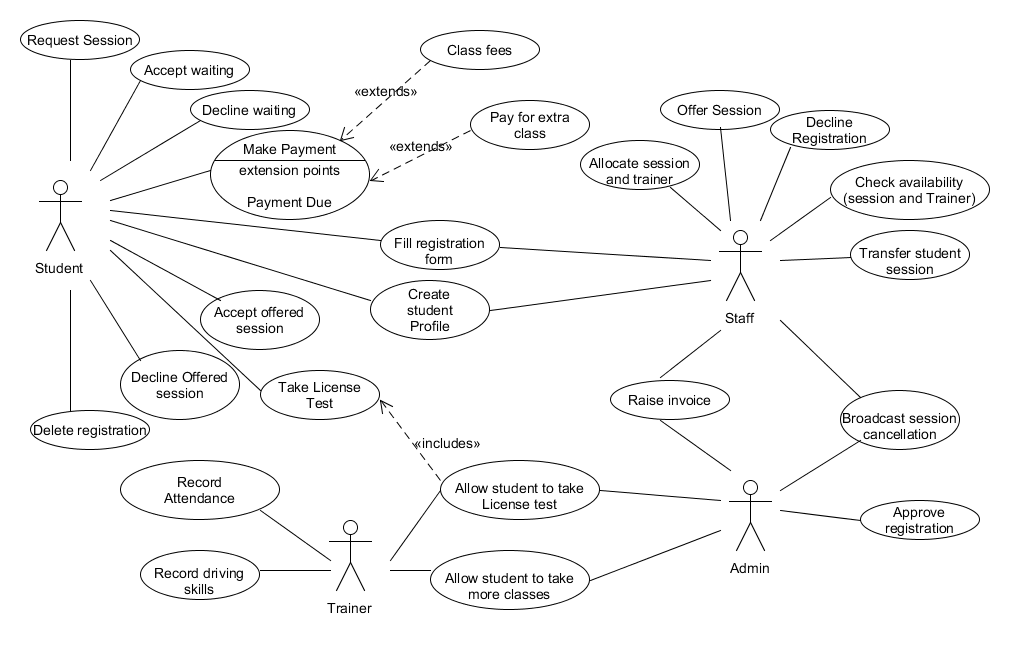 Request Session
Accept waiting
Decline waiting
Class fees
«extends»
Pay for extra
class
«extends»
Make Payment
extension points
Payment Due
Offer Session
Decline
Registration
Allocate session
and trainer
Check availability
(session and Trainer)
Transfer student
session
Student
Staff
Fill registration
form
Create
student
Profile
Accept offered
session
Decline Offered
session
Delete registration
Take License
Test
«includes»
Raise invoice
Broadcast session
cancellation
Record
Attendance
Allow student to take
License test
Approve
registration
Admin
Record driving
skills
Trainer
Allow student to take
more classes